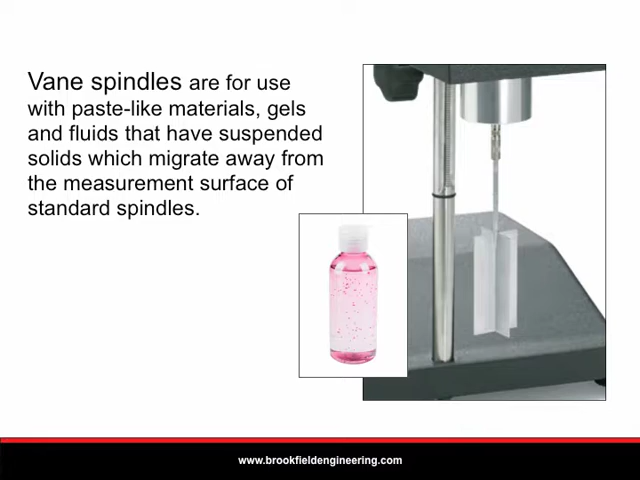 Vane spindles are for use
with paste-like materials, gels
and fluids that have suspended
solids which migrate away from
the measurement surface of
standard spindles.
www.brookfieldengineering.com